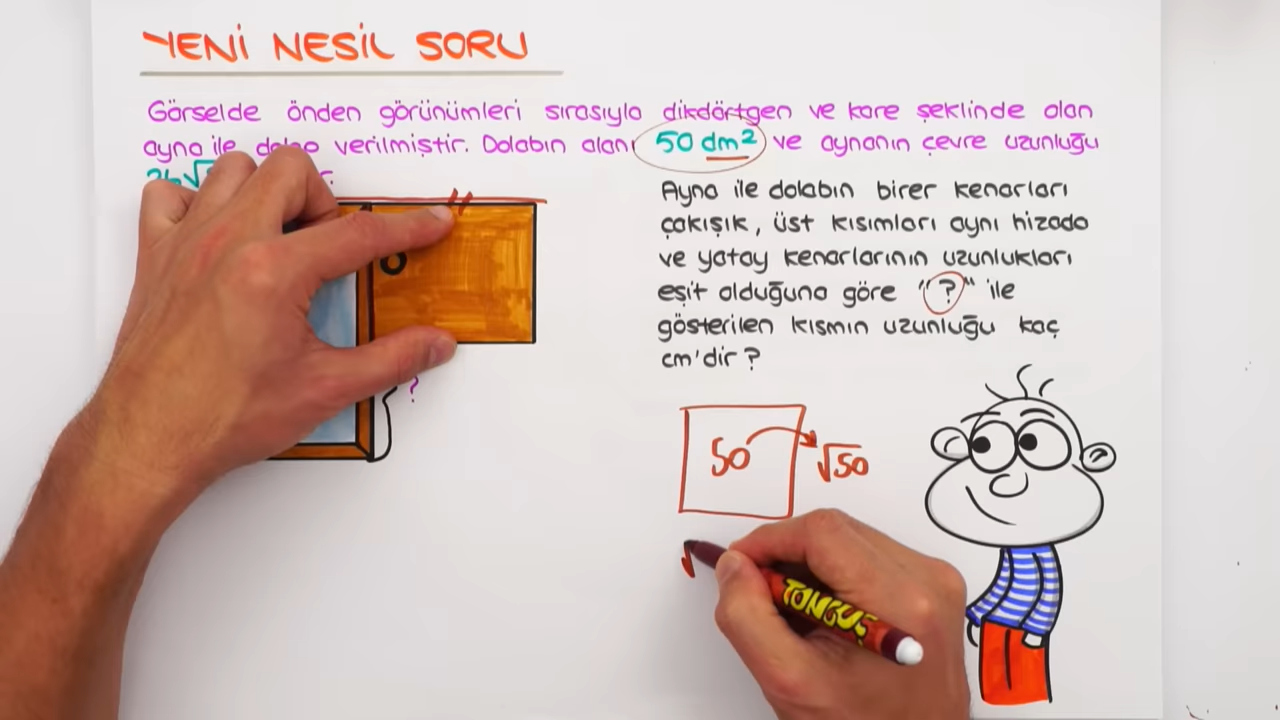 YENİ NESİL SORU
Görselde önden görünümleri sırasıyla dikdörtgen ve kare şeklinde olan
ayna ile verilmiştir. Dolabın alanı 50 dm² ve aynanın çevre uzunluğu
Ayna ile dolabın birer kenarları
çakışık, üst kısımları aynı hizada
ve yatay kenarlarının uzunlukları
eşit olduğuna göre "?" ile
gösterilen kısmın uzunluğu kaç
cm'dir?
?
50 √50
TONGUÇ